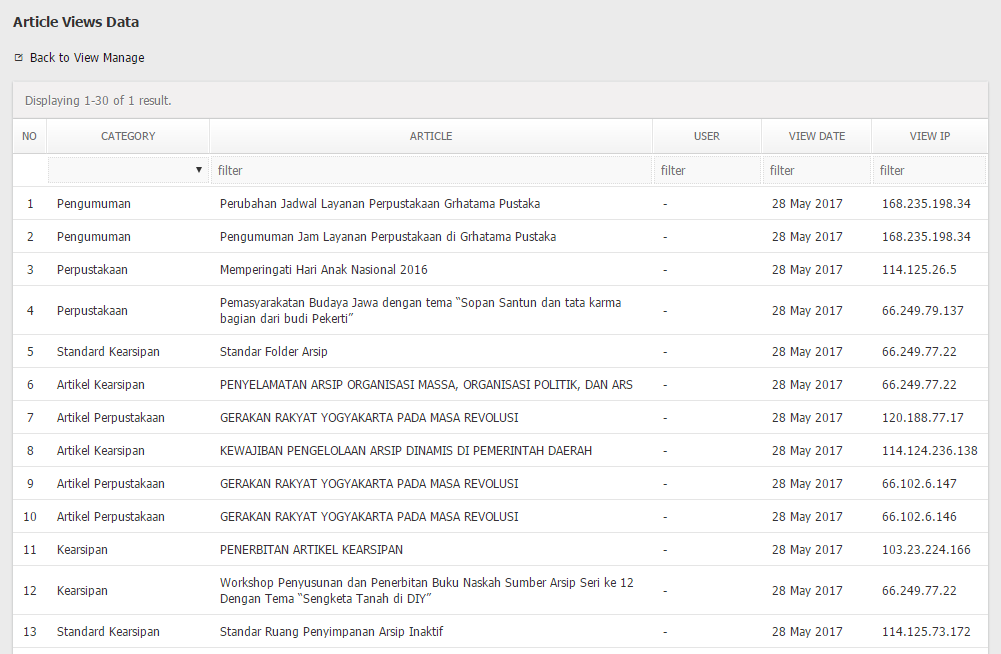 Article Views Data
Back to View Manage
Displaying 1-30 of 1 result.
NO CATEGORY ARTICLE USER VIEW DATE VIEW IP
filter filter filter filter
1 Pengumuman Perubahan Jadwal Layanan Perpustakaan Grhatama Pustaka - 28 May 2017 168.235.198.34
2 Pengumuman Pengumuman Jam Layanan Perpustakaan di Grhatama Pustaka - 28 May 2017 168.235.198.34
3 Perpustakaan Memperingati Hari Anak Nasional 2016 - 28 May 2017 114.125.26.5
4 Perpustakaan Pemasyarakatan Budaya Jawa dengan tema “Sopan Santun dan tata karma
bagian dari budi Pekerti” - 28 May 2017 66.249.79.137
5 Standard Kearsipan Standar Folder Arsip - 28 May 2017 66.249.77.22
6 Artikel Kearsipan PENYELAMATAN ARSIP ORGANISASI MASSA, ORGANISASI POLITIK, DAN ARS - 28 May 2017 66.249.77.22
7 Artikel Perpustakaan GERAKAN RAKYAT YOGYAKARTA PADA MASA REVOLUSI - 28 May 2017 120.188.77.17
8 Artikel Kearsipan KEWAJIBAN PENGELOLAAN ARSIP DINAMIS DI PEMERINTAH DAERAH - 28 May 2017 114.124.236.138
9 Artikel Perpustakaan GERAKAN RAKYAT YOGYAKARTA PADA MASA REVOLUSI - 28 May 2017 66.102.6.147
10 Artikel Perpustakaan GERAKAN RAKYAT YOGYAKARTA PADA MASA REVOLUSI - 28 May 2017 66.102.6.146
11 Kearsipan PENERBITAN ARTIKEL KEARSIPAN - 28 May 2017 103.23.224.166
12 Kearsipan Workshop Penyusunan dan Penerbitan Buku Naskah Sumber Arsip Seri ke 12
Dengan Tema “Sengketa Tanah di DIY” - 28 May 2017 66.249.77.22
13 Standard Kearsipan Standar Ruang Penyimpanan Arsip Inaktif - 28 May 2017 114.125.73.172